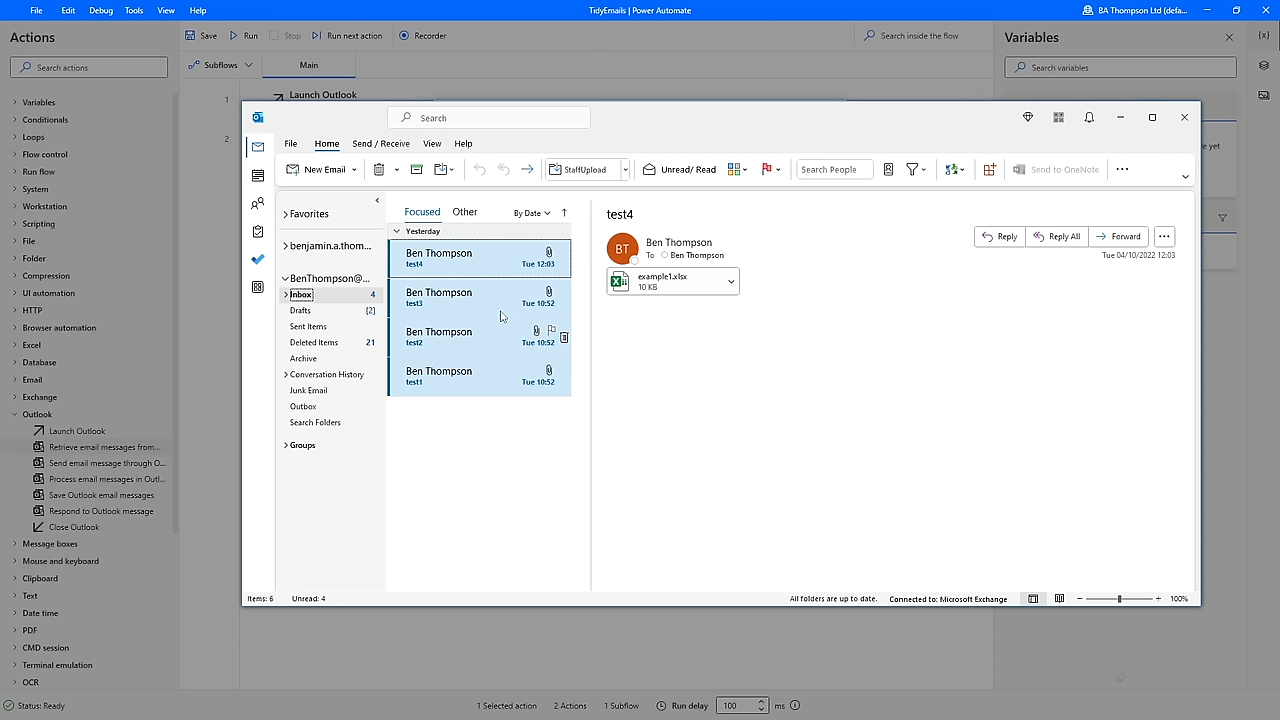 File Edit Debug Tools View Help
TidyEmails | Power Automate
BA Thompson Ltd (defa...
Actions
Search actions
Variables
Conditionals
Loops
Flow control
Run flow
System
Workstation
Scripting
File
Folder
Compression
UI automation
HTTP
Browser automation
Excel
Database
Email
Exchange
Outlook
Launch Outlook
Retrieve email messages from...
Send email message through O...
Process email messages in Outl...
Save Outlook email messages
Respond to Outlook message
Close Outlook
Message boxes
Mouse and keyboard
Clipboard
Text
Date time
PDF
CMD session
Terminal emulation
OCR
Save Run Stop Run next action Recorder
Search inside the flow
Subflows Main
1 Launch Outlook
2
Variables
{x}
Search variables
re yet
Search
File Home Send / Receive View Help
New Email StaffUpload Unread/ Read Search People Send to OneNote
Favorites
benjamin.a.thom...
BenThompson@...
Inbox 4
Drafts [2]
Sent Items
Deleted Items 21
Archive
Conversation History
Junk Email
Outbox
Search Folders
Groups
Focused Other By Date
Yesterday
Ben Thompson
test4 Tue 12:03
Ben Thompson
test3 Tue 10:52
Ben Thompson
test2 Tue 10:52
Ben Thompson
test1 Tue 10:52
test4
BT
Ben Thompson
To Ben Thompson
Reply Reply All Forward
Tue 04/10/2022 12:03
example1.xlsx
10 KB
Items: 6 Unread: 4
All folders are up to date. Connected to: Microsoft Exchange
100%
Status: Ready
1 Selected action 2 Actions 1 Subflow Run delay 100 ms